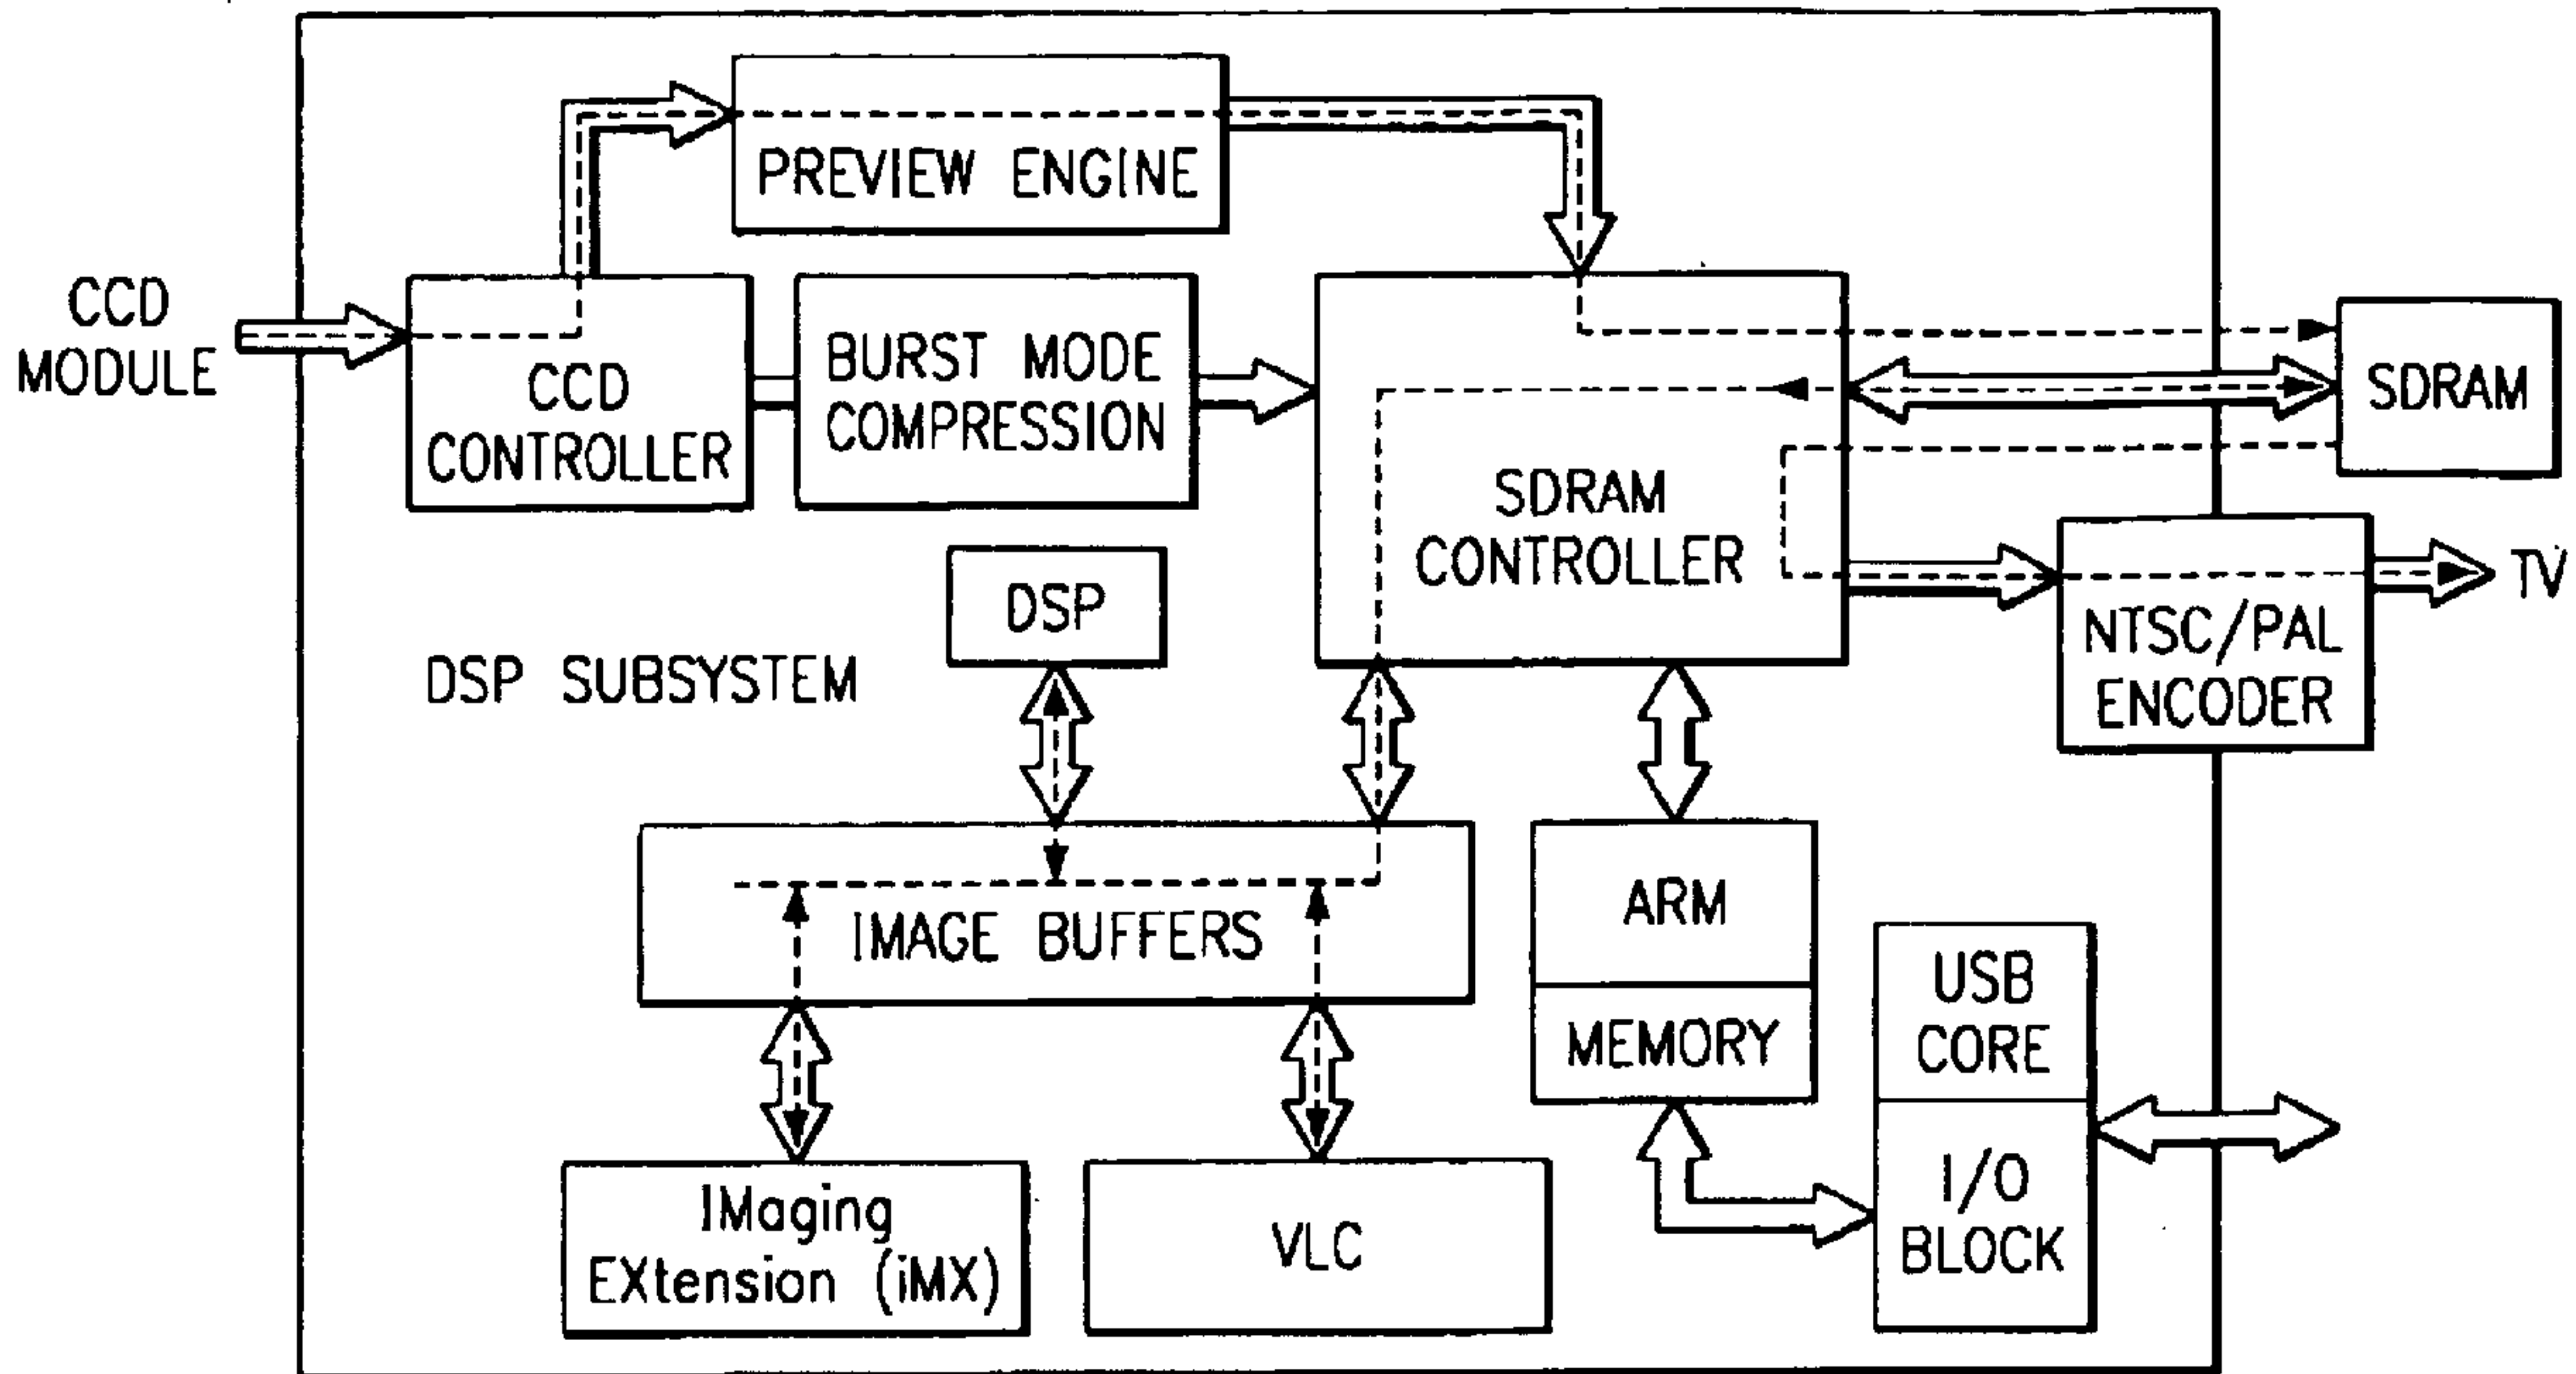 PREVIEW ENGINE
CCD
MODULE
CCD
CONTROLLER
BURST MODE
COMPRESSION
SDRAM
CONTROLLER
SDRAM
DSP
DSP SUBSYSTEM
NTSC/PAL
ENCODER
TV
IMAGE BUFFERS
ARM
MEMORY
USB
CORE
I/O
BLOCK
IMaging
EXtension (iMX)
VLC